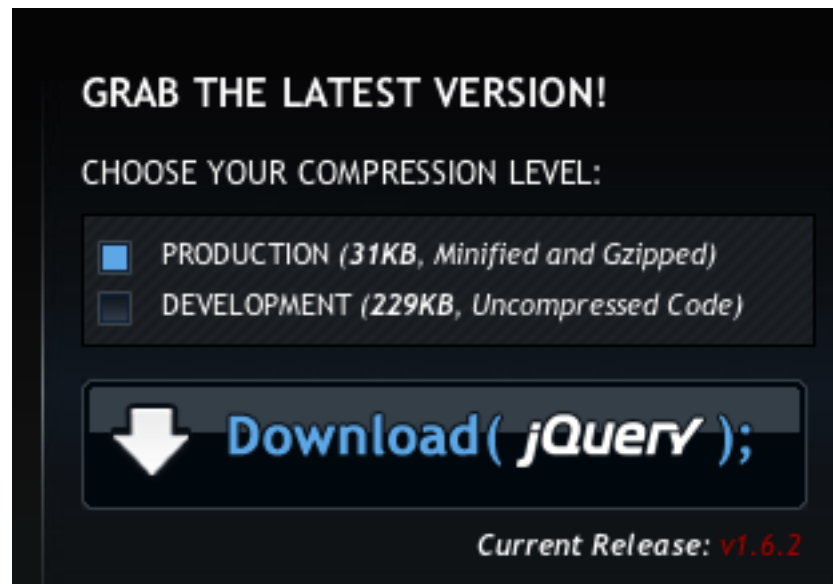 GRAB THE LATEST VERSION!
CHOOSE YOUR COMPRESSION LEVEL:
PRODUCTION (31KB, Minified and Gzipped)
DEVELOPMENT (229KB, Uncompressed Code)
Download( jQuery );
Current Release: v1.6.2